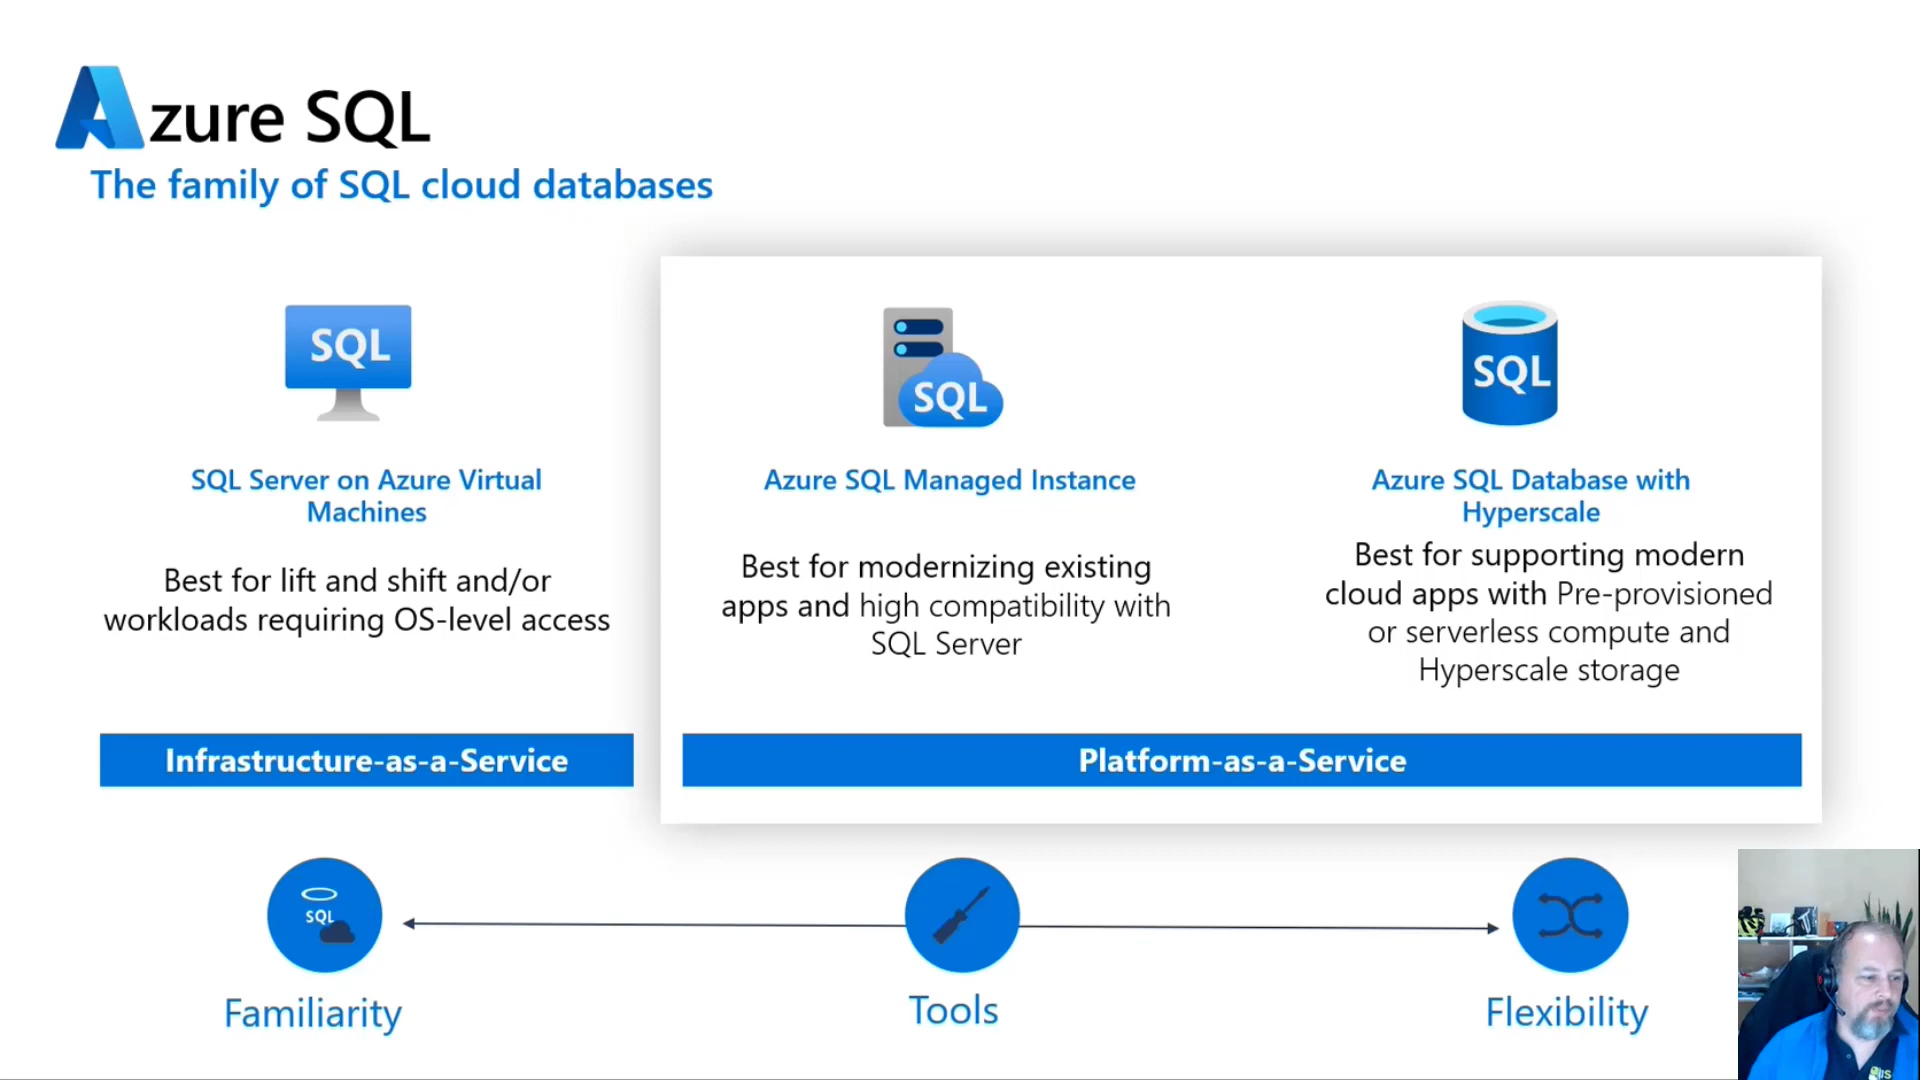 Azure SQL
The family of SQL cloud databases
SQL
SQL
SQL
SQL Server on Azure Virtual
Machines
Azure SQL Managed Instance
Azure SQL Database with
Hyperscale
Best for lift and shift and/or
workloads requiring OS-level access
Best for modernizing existing
apps and high compatibility with
SQL Server
Best for supporting modern
cloud apps with Pre-provisioned
or serverless compute and
Hyperscale storage
Infrastructure-as-a-Service
Platform-as-a-Service
SQL
Familiarity
Tools
Flexibility